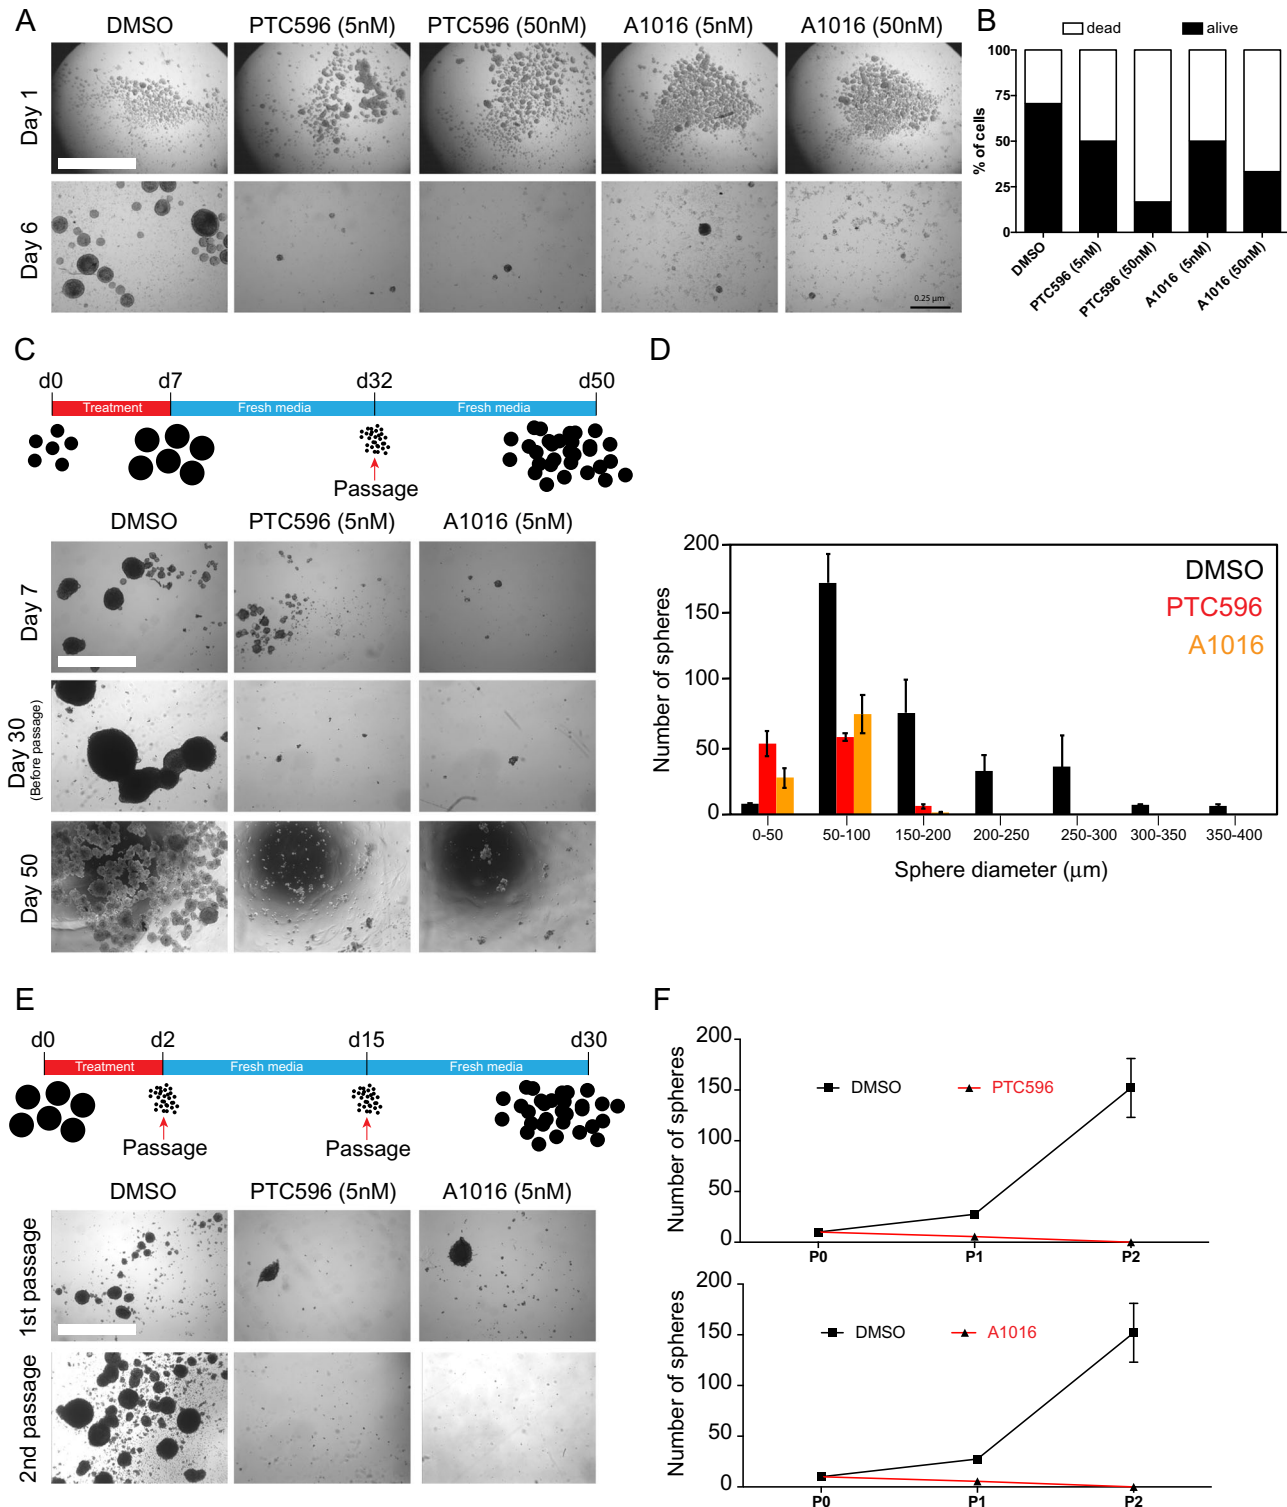 A
DMSO
PTC596 (5nM)
PTC596 (50nM)
A1016 (5nM)
A1016 (50nM)
Day 1
Day 6
0.25 µm
B
dead
alive
% of cells
100
75
50
25
0
DMSO
PTC596 (5nM)
PTC596 (50nM)
A1016 (5nM)
A1016 (50nM)
C
d0
d7
d32
d50
Treatment
Fresh media
Fresh media
Passage
DMSO
PTC596 (5nM)
A1016 (5nM)
Day 7
Day 30
(Before passage)
Day 50
D
Number of spheres
200
150
100
50
0
DMSO
PTC596
A1016
0-50
50-100
150-200
200-250
250-300
300-350
350-400
Sphere diameter (µm)
E
d0
d2
d15
d30
Treatment
Fresh media
Fresh media
Passage
Passage
DMSO
PTC596 (5nM)
A1016 (5nM)
1st passage
2nd passage
F
Number of spheres
200
150
100
50
0
DMSO
PTC596
P0
P1
P2
Number of spheres
200
150
100
50
0
DMSO
A1016
P0
P1
P2